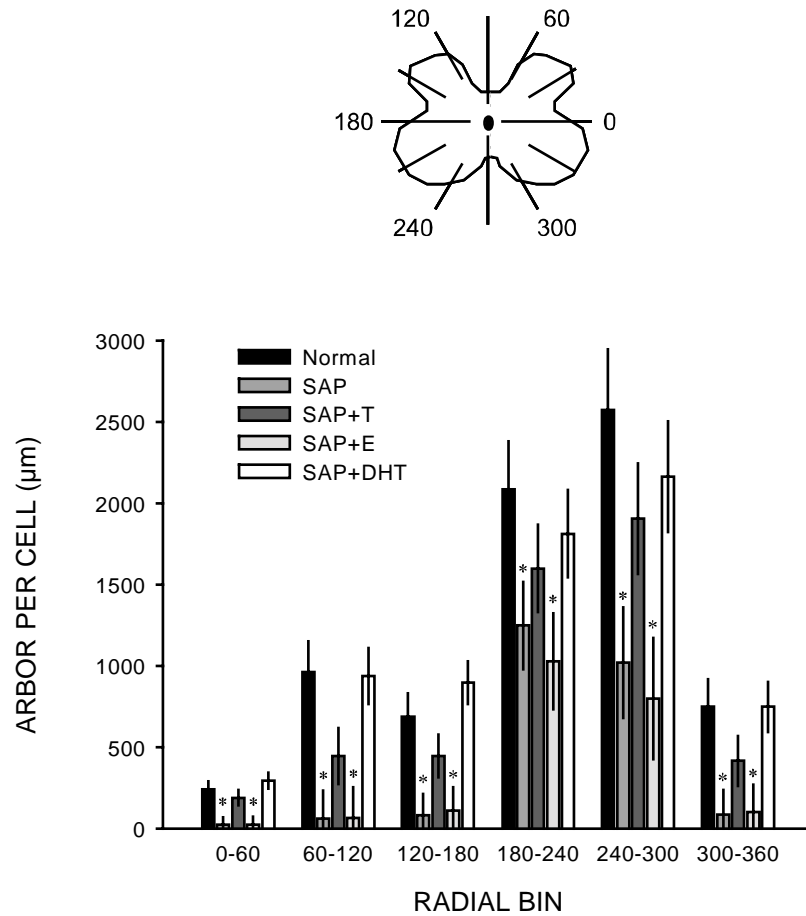 120 60
180 0
240 300
3000
2500
2000
1500
1000
500
0
ARBOR PER CELL (µm)
Normal
SAP
SAP+T
SAP+E
SAP+DHT
* * * * * * * * * * * *
0-60 60-120 120-180 180-240 240-300 300-360
RADIAL BIN